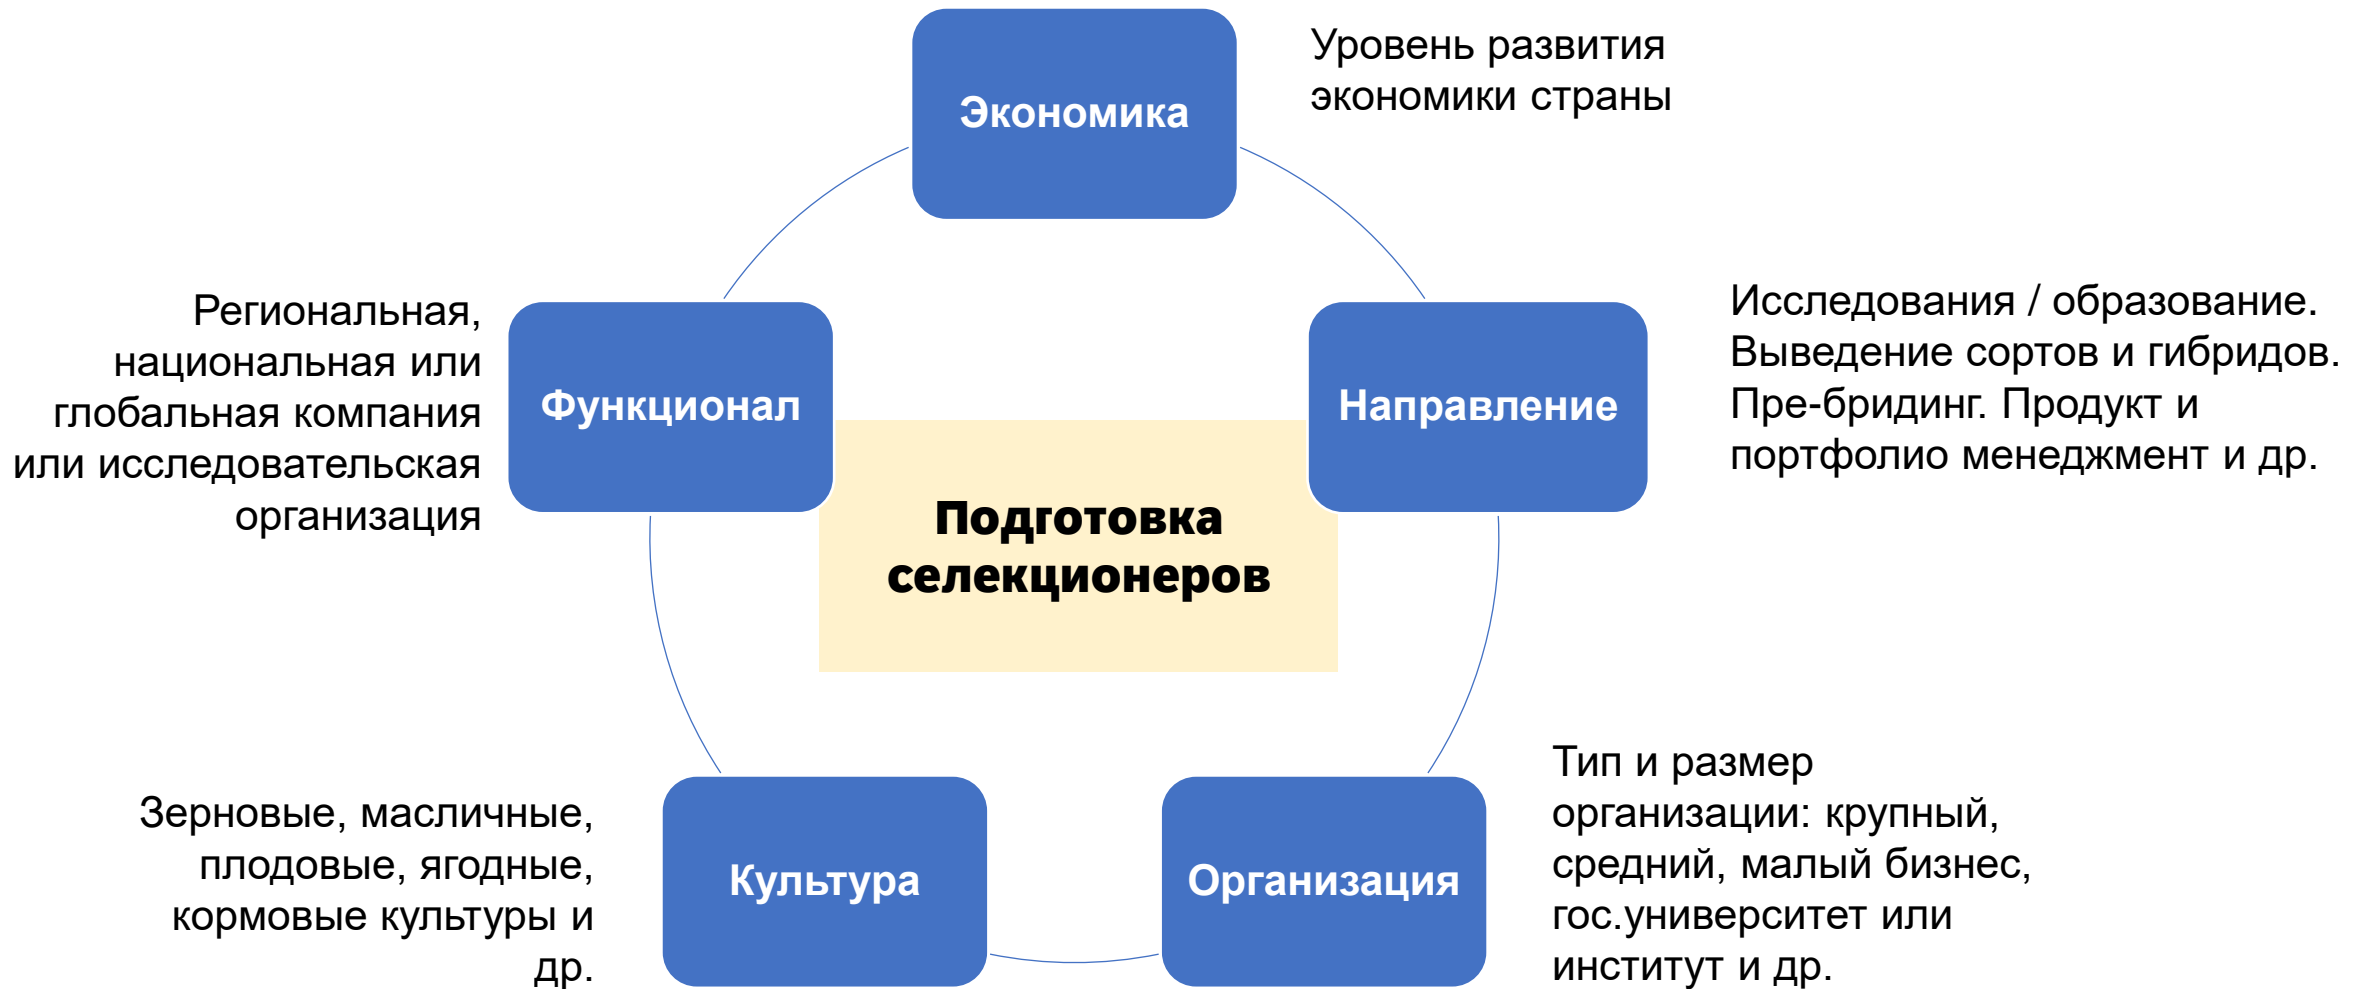 Экономика
Уровень развития
экономики страны
Региональная,
национальная или
глобальная компания
или исследовательская
организация
Функционал
Направление
Исследования / образование.
Выведение сортов и гибридов.
Пре-бридинг. Продукт и
портфолио менеджмент и др.
Подготовка
селекционеров
Зерновые, масличные,
плодовые, ягодные,
кормовые культуры и
др.
Культура
Организация
Тип и размер
организации: крупный,
средний, малый бизнес,
гос.университет или
институт и др.